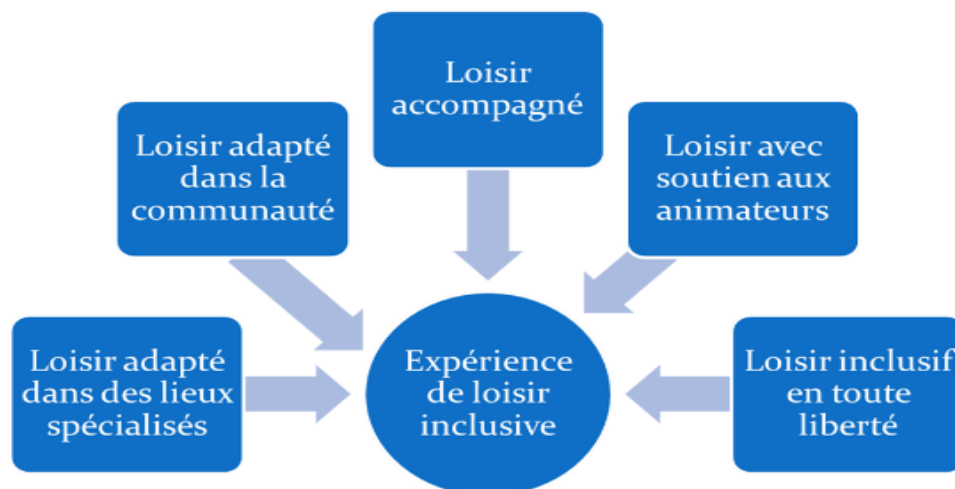 Loisir
accompagné
Loisir adapté
dans la
communauté
Loisir avec
soutien aux
animateurs
Loisir adapté
dans des lieux
spécialisés
Expérience
de loisir
inclusive
Loisir inclusif
en toute
liberté